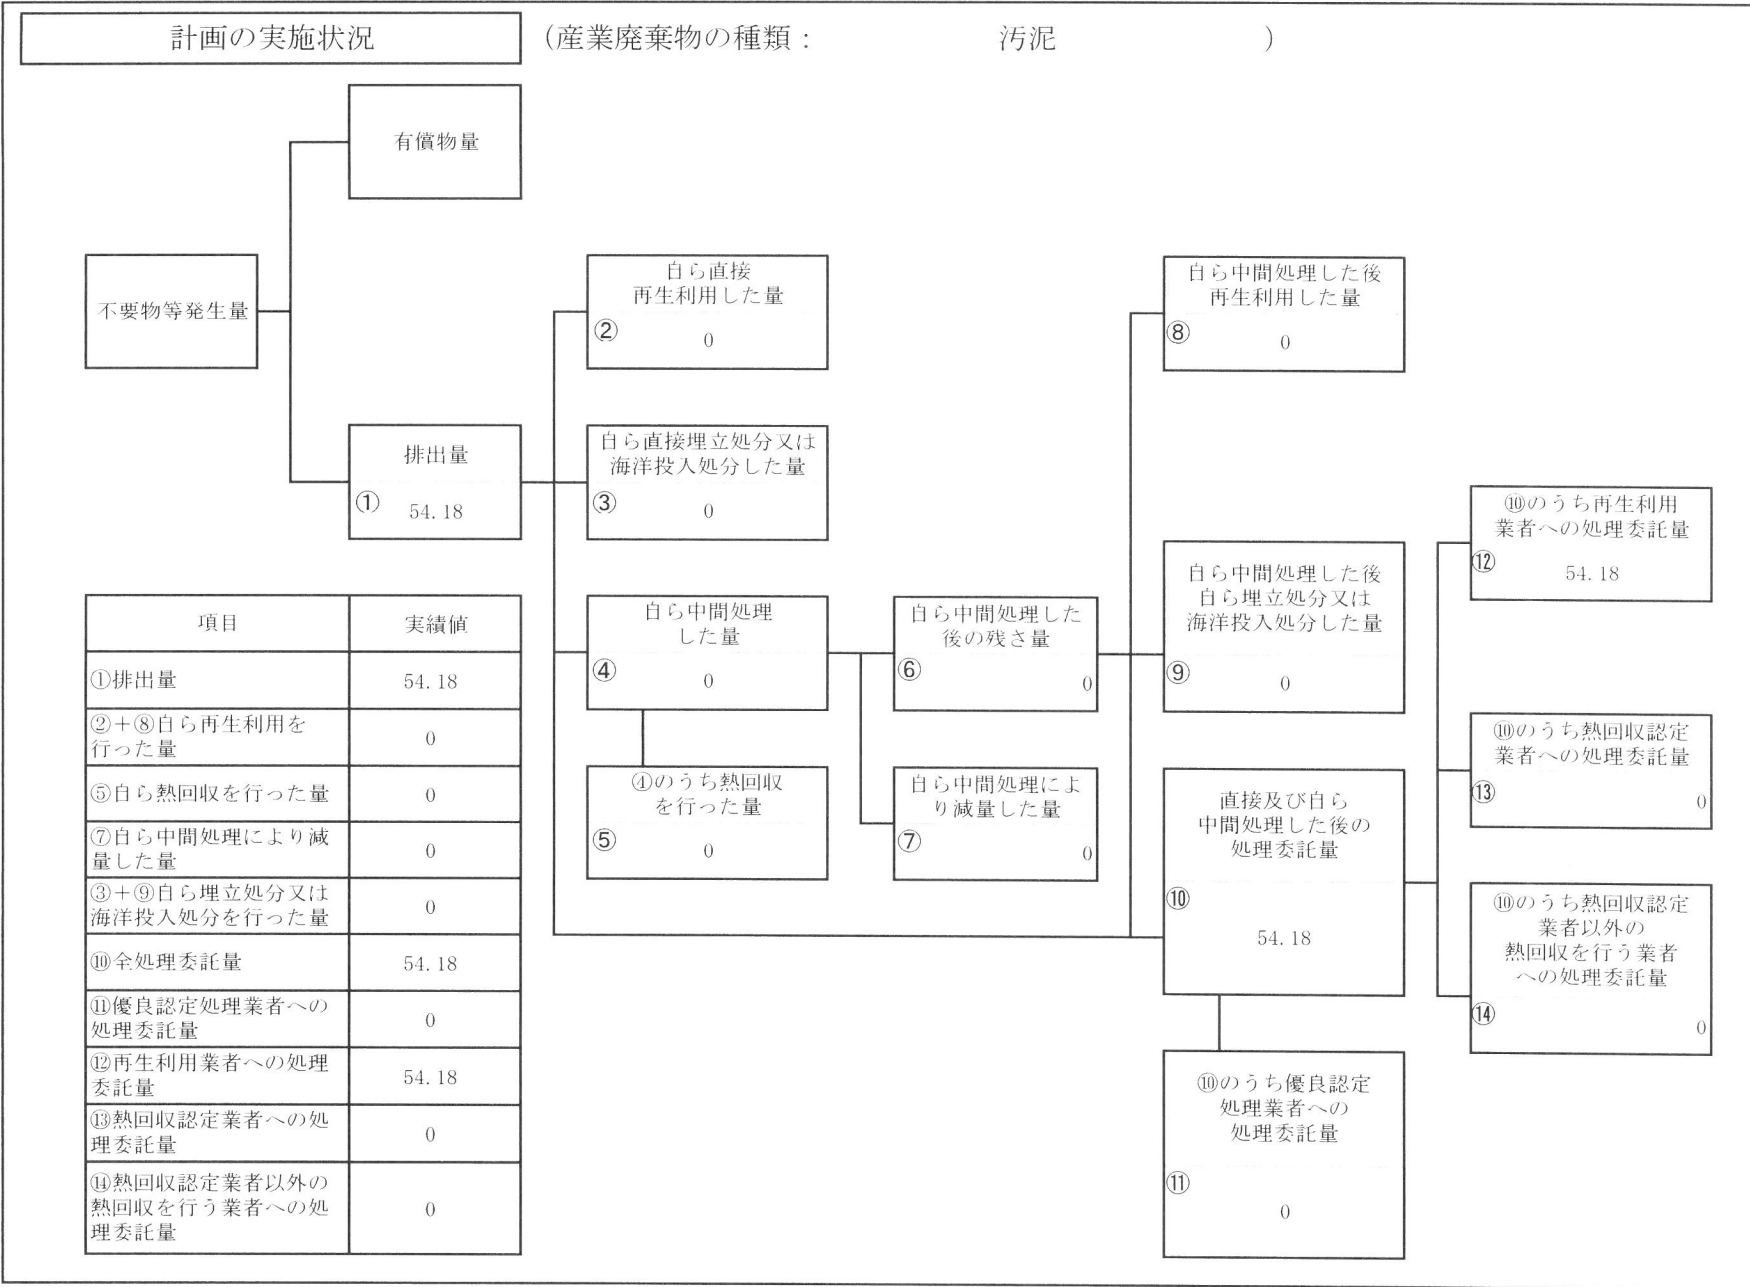 計画の実施状況
(産業廃棄物の種類： 汚泥 )
有償物量
不要物等発生量
排出量
① 54.18
自ら直接
再生利用した量
② 0
自ら直接埋立処分又は
海洋投入処分した量
③ 0
自ら中間処理
した量
④ 0
④のうち熱回収
を行った量
⑤ 0
自ら中間処理した
後の残さ量
⑥ 0
自ら中間処理によ
り減量した量
⑦ 0
自ら中間処理した後
再生利用した量
⑧ 0
自ら中間処理した後
自ら埋立処分又は
海洋投入処分した量
⑨ 0
直接及び自ら
中間処理した後の
処理委託量
⑩ 54.18
⑩のうち優良認定
処理業者への
処理委託量
⑪ 0
⑩のうち再生利用
業者への処理委託量
⑫ 54.18
⑩のうち熱回収認定
業者への処理委託量
⑬ 0
⑩のうち熱回収認定
業者以外の
熱回収を行う業者
への処理委託量
⑭ 0
項目 実績値
①排出量 54.18
②＋⑧自ら再生利用を
行った量 0
⑤自ら熱回収を行った量 0
⑦自ら中間処理により減
量した量 0
③＋⑨自ら埋立処分又は
海洋投入処分を行った量 0
⑩全処理委託量 54.18
⑪優良認定処理業者への
処理委託量 0
⑫再生利用業者への処理
委託量 54.18
⑬熱回収認定業者への処
理委託量 0
⑭熱回収認定業者以外の
熱回収を行う業者への処
理委託量 0